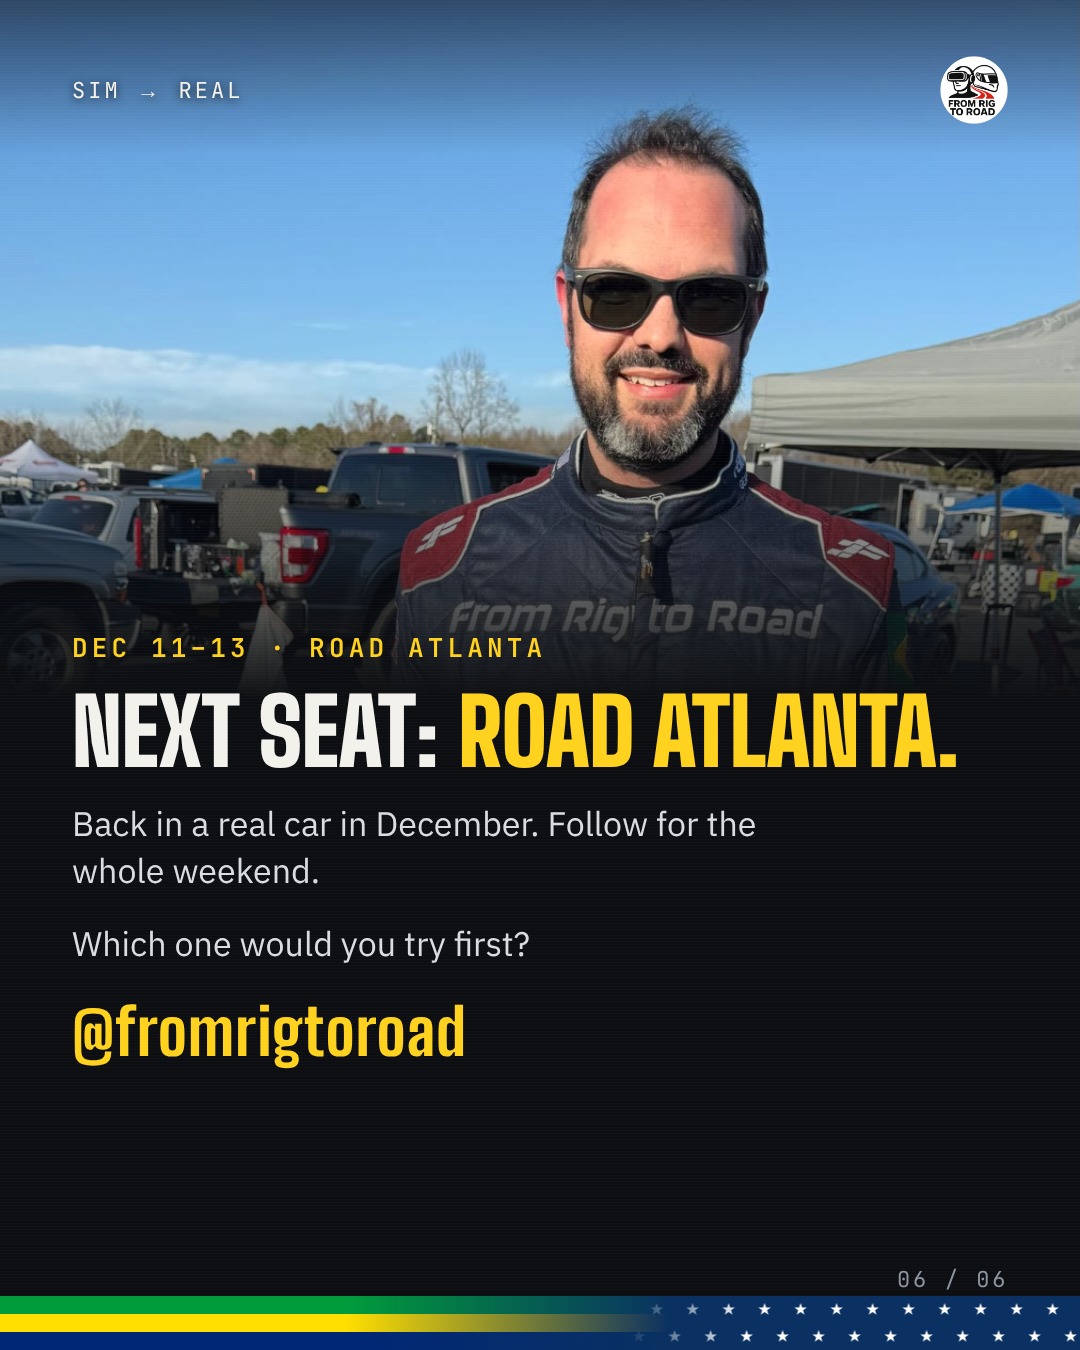 SIM → REAL
FROM RIG
TO ROAD
From Rig to Road
DEC 11–13 · ROAD ATLANTA
NEXT SEAT: ROAD ATLANTA.
Back in a real car in December. Follow for the
whole weekend.
Which one would you try first?
@fromrigtoroad
06 / 06